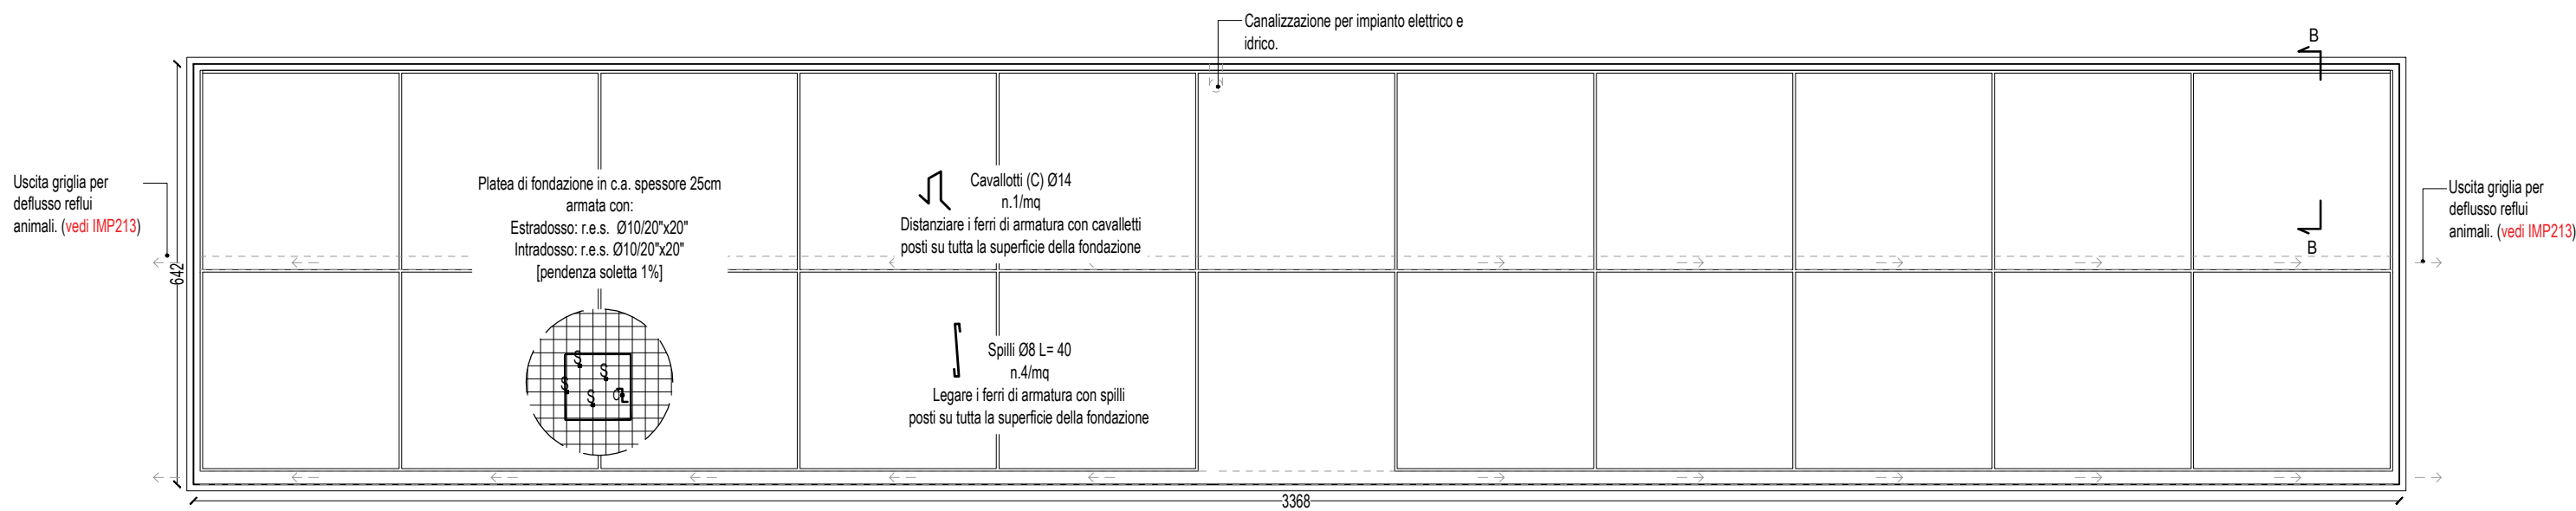 Canalizzazione per impianto elettrico e
idrico.
B
Uscita griglia per
deflusso reflui
animali. (vedi IMP213)
642
Platea di fondazione in c.a. spessore 25cm
armata con:
Estradosso: r.e.s. Ø10/20"x20"
Intradosso: r.e.s. Ø10/20"x20"
[pendenza soletta 1%]
Cavallotti (C) Ø14
n.1/mq
Distanziare i ferri di armatura con cavalletti
posti su tutta la superficie della fondazione
B
Uscita griglia per
deflusso reflui
animali. (vedi IMP213)
S
S
S
S
C
Spilli Ø8 L= 40
n.4/mq
Legare i ferri di armatura con spilli
posti su tutta la superficie della fondazione
3368